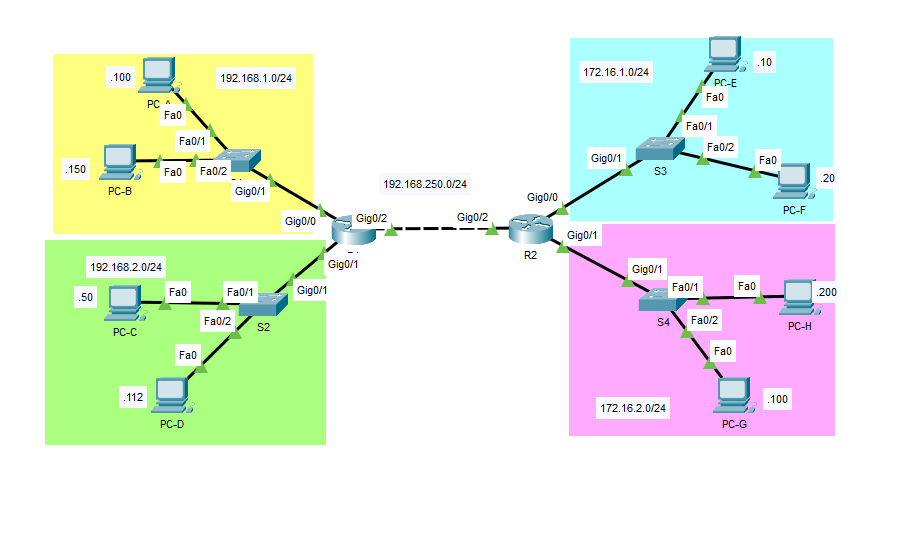 .100
192.168.1.0/24
Fa0
Fa0/1
.150
PC-B
Fa0
Fa0/2
Gig0/1
Gig0/0
192.168.250.0/24
Gig0/2
Gig0/2
R2
Gig0/0
Gig0/1
Gig0/1
192.168.2.0/24
.50
PC-C
Fa0
Fa0/1
Fa0/2
S2
Gig0/1
Fa0
.112
PC-D
172.16.1.0/24
.10
PC-E
Fa0
Fa0/1
Fa0/2
Gig0/1
S3
Fa0
.20
PC-F
Gig0/1
Fa0/1
S4
Fa0/2
Fa0
.200
PC-H
Fa0
.100
PC-G
172.16.2.0/24